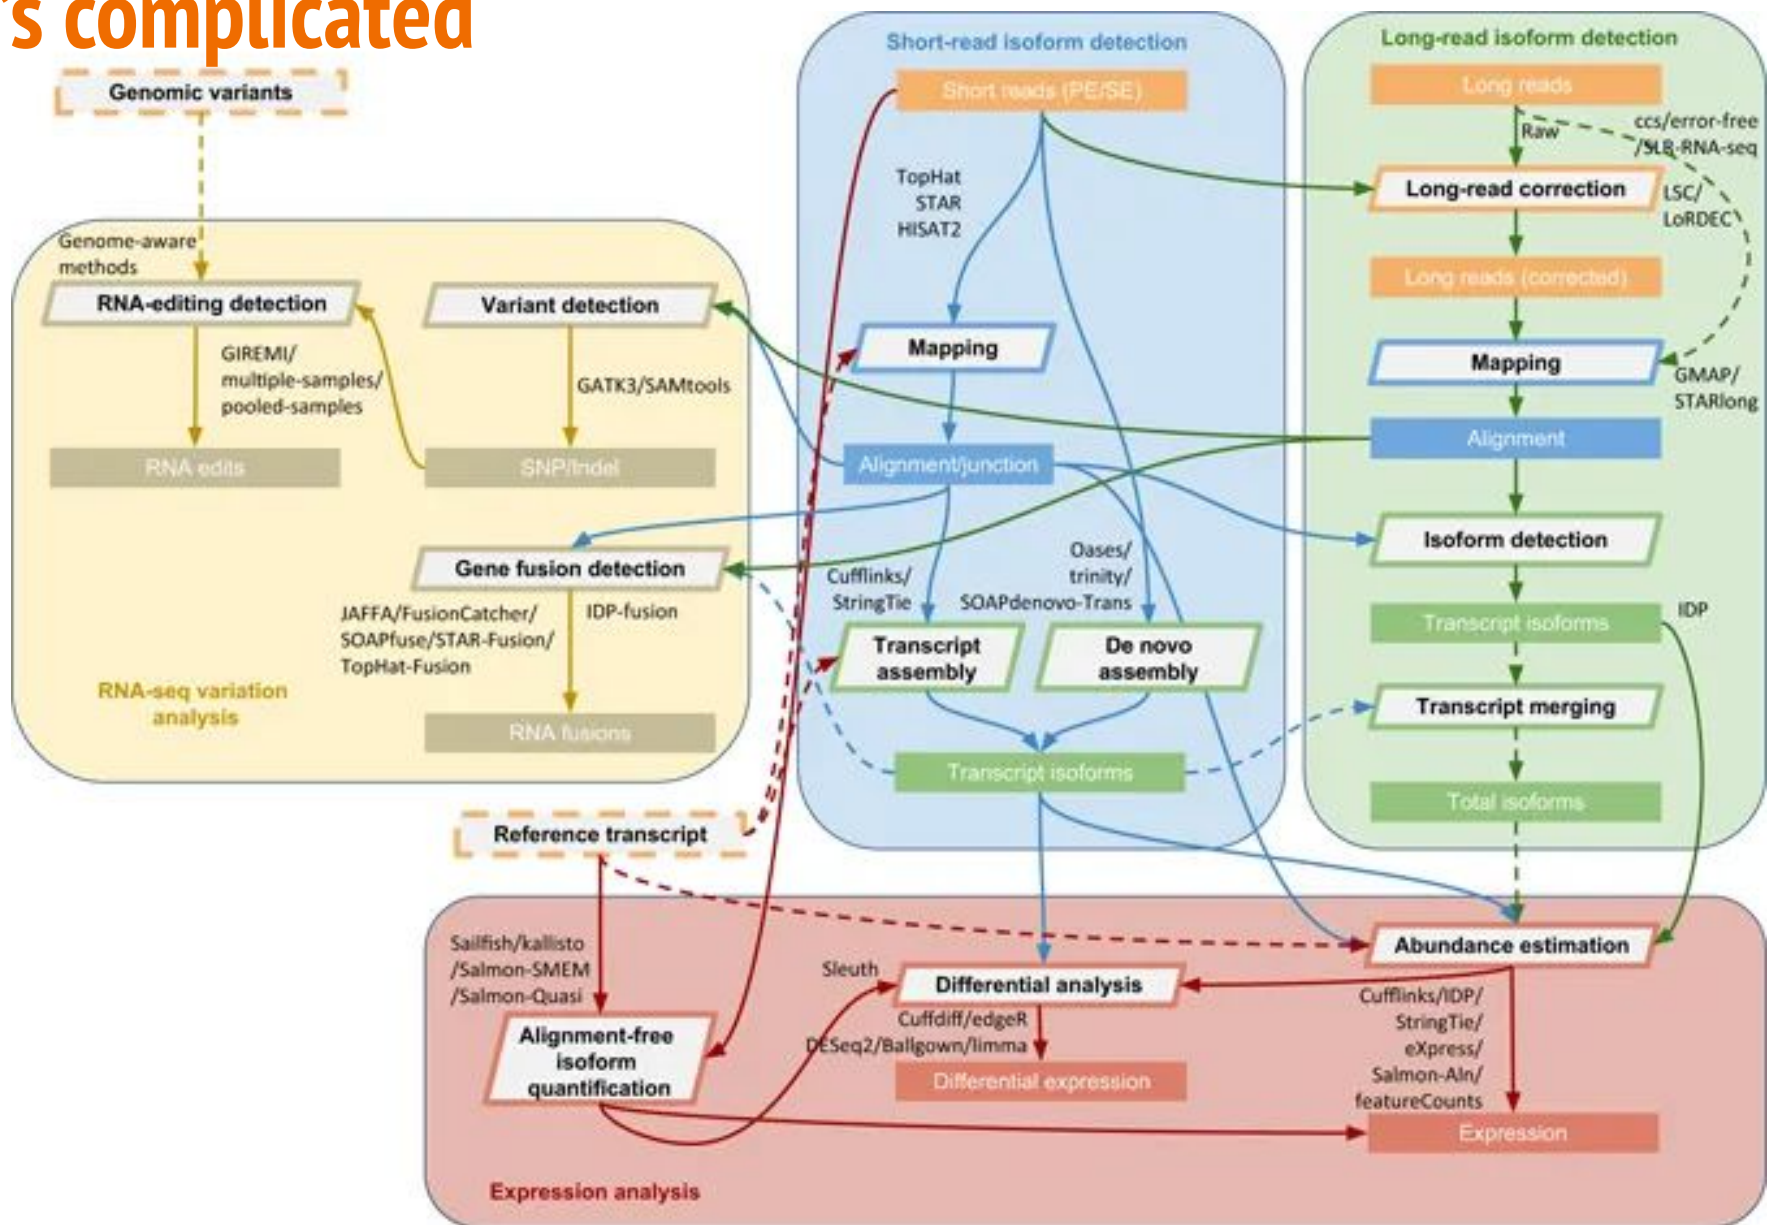 's complicated
Genomic variants
Genome-aware
methods
RNA-editing detection
GIREMI/
multiple-samples/
pooled-samples
RNA edits
Variant detection
GATK3/SAMtools
SNP/Indel
Gene fusion detection
JAFFA/FusionCatcher/
SOAPfuse/STAR-Fusion/
TopHat-Fusion
IDP-fusion
RNA fusions
RNA-seq variation
analysis
Short-read isoform detection
Short reads (PE/SE)
TopHat
STAR
HISAT2
Mapping
Alignment/junction
Cufflinks/
StringTie
Oases/
trinity/
SOAPdenovo-Trans
Transcript
assembly
De novo
assembly
Transcript isoforms
Long-read isoform detection
Long reads
Raw
ccs/error-free
/SLR-RNA-seq
Long-read correction
LSC/
LoRDEC
Long reads (corrected)
Mapping
GMAP/
STARlong
Alignment
Isoform detection
Transcript isoforms
IDP
Transcript merging
Total isoforms
Reference transcript
Sailfish/kallisto
/Salmon-SMEM
/Salmon-Quasi
Alignment-free
isoform
quantification
Sleuth
Differential analysis
Cuffdiff/edgeR
DESeq2/Ballgown/limma
Differential expression
Abundance estimation
Cufflinks/IDP/
StringTie/
eXpress/
Salmon-Aln/
featureCounts
Expression
Expression analysis